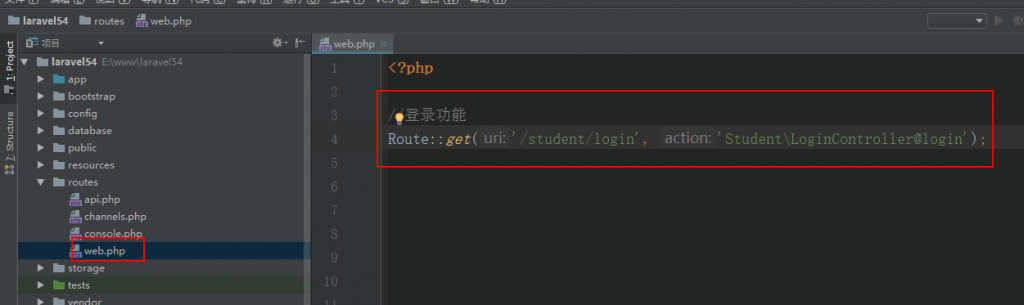 laravel54 routes web.php
项目
web.php ×
1: Project
7: Structure
laravel54 E:\www\laravel54
app
bootstrap
config
database
public
resources
routes
api.php
channels.php
console.php
web.php
storage
tests
vendor
1 <?php
2
3 //登录功能
4 Route::get( uri: '/student/login', action: 'Student\LoginController@login');
5
6
7
8
9
10
11